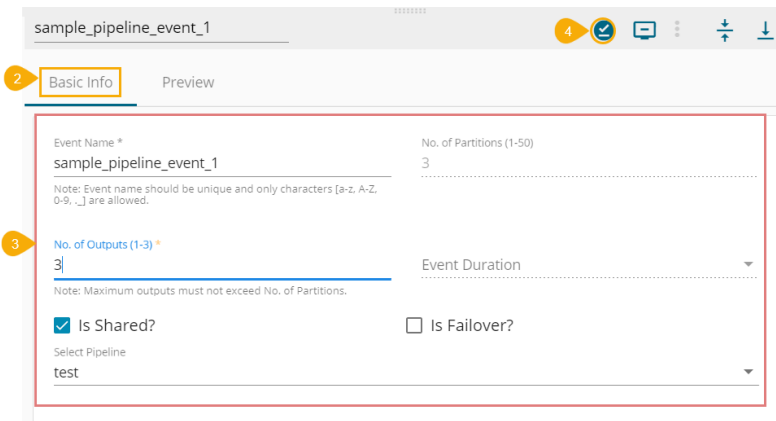 sample_pipeline_event_1
4
2
Basic Info
Preview
Event Name *
No. of Partitions (1-50)
sample_pipeline_event_1
3
Note: Event name should be unique and only characters [a-z, A-Z,
0-9, ._] are allowed.
3
No. of Outputs (1-3) *
3
Event Duration
Note: Maximum outputs must not exceed No. of Partitions.
Is Shared?
Is Failover?
Select Pipeline
test